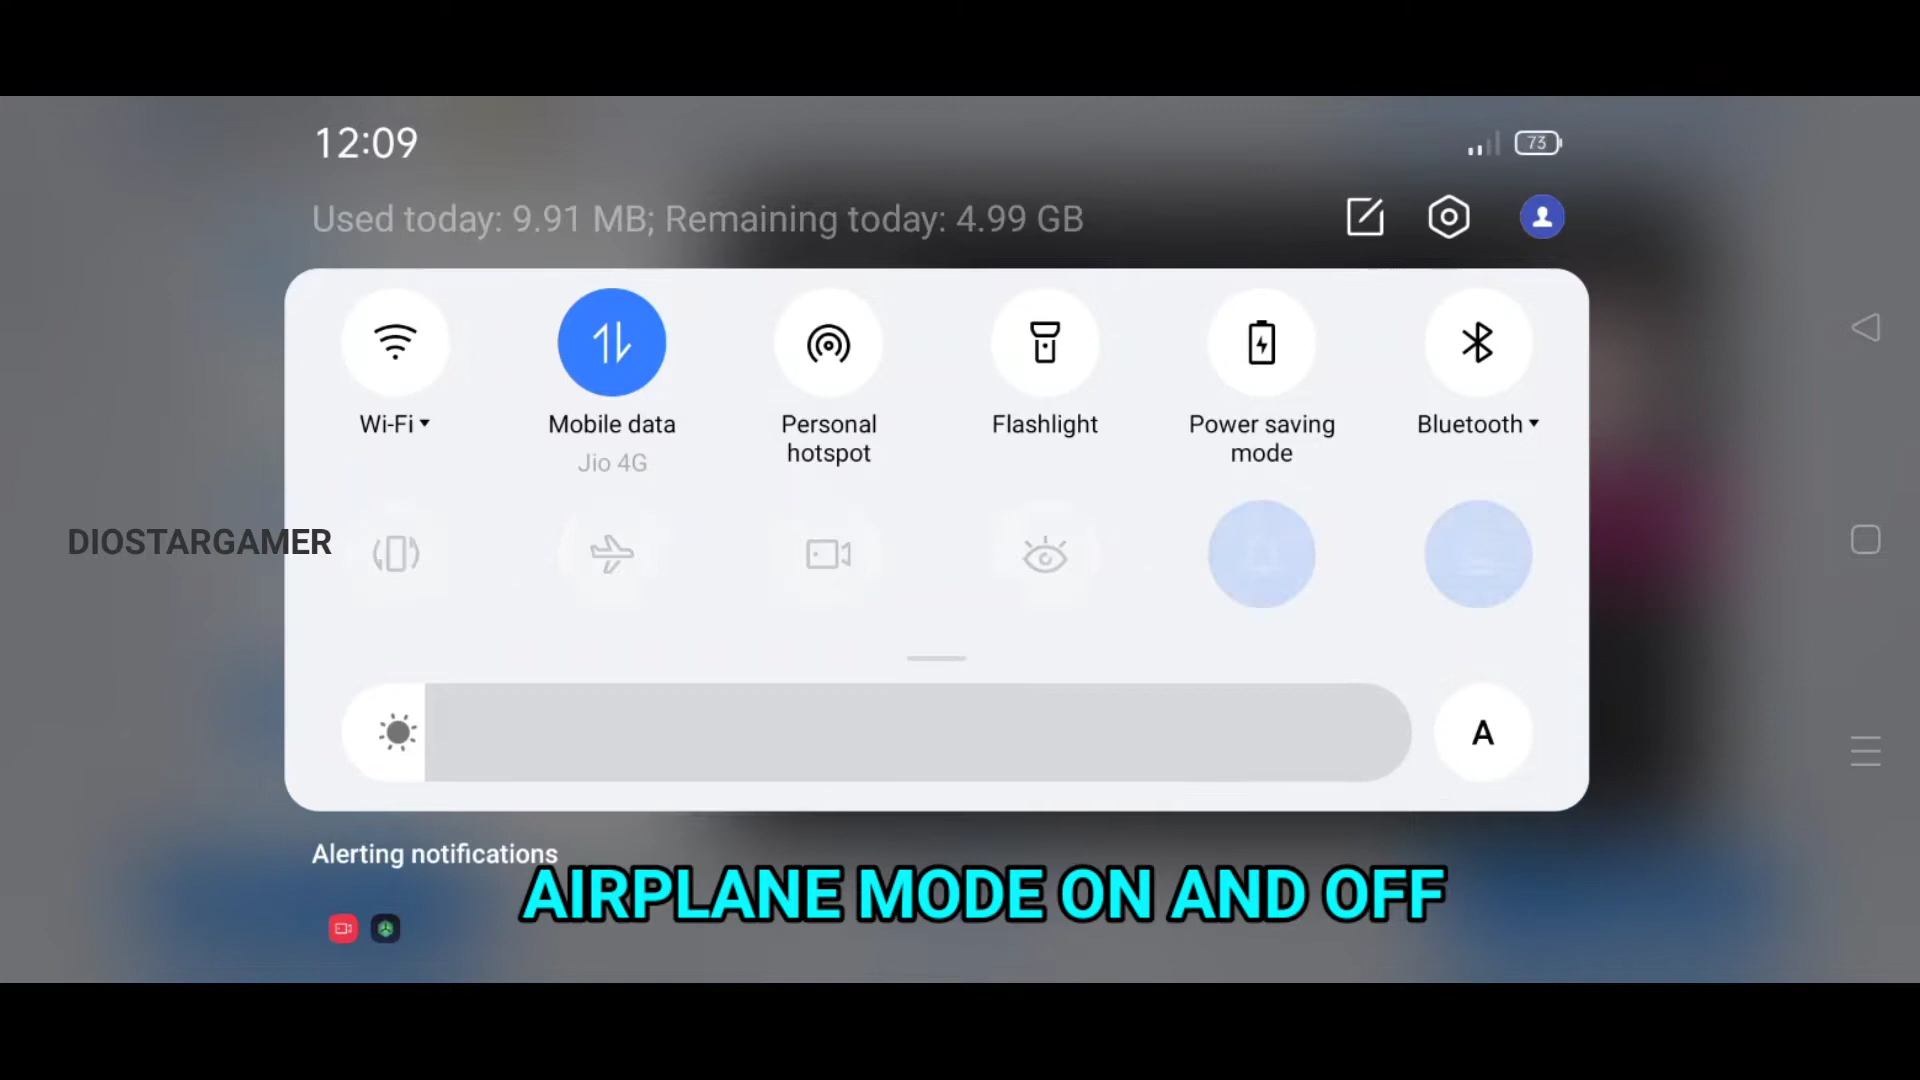 12:09
73
Used today: 9.91 MB; Remaining today: 4.99 GB
Wi-Fi
Mobile data
Jio 4G
Personal
hotspot
Flashlight
Power saving
mode
Bluetooth
DIOSTARGAMER
A
Alerting notifications
AIRPLANE MODE ON AND OFF